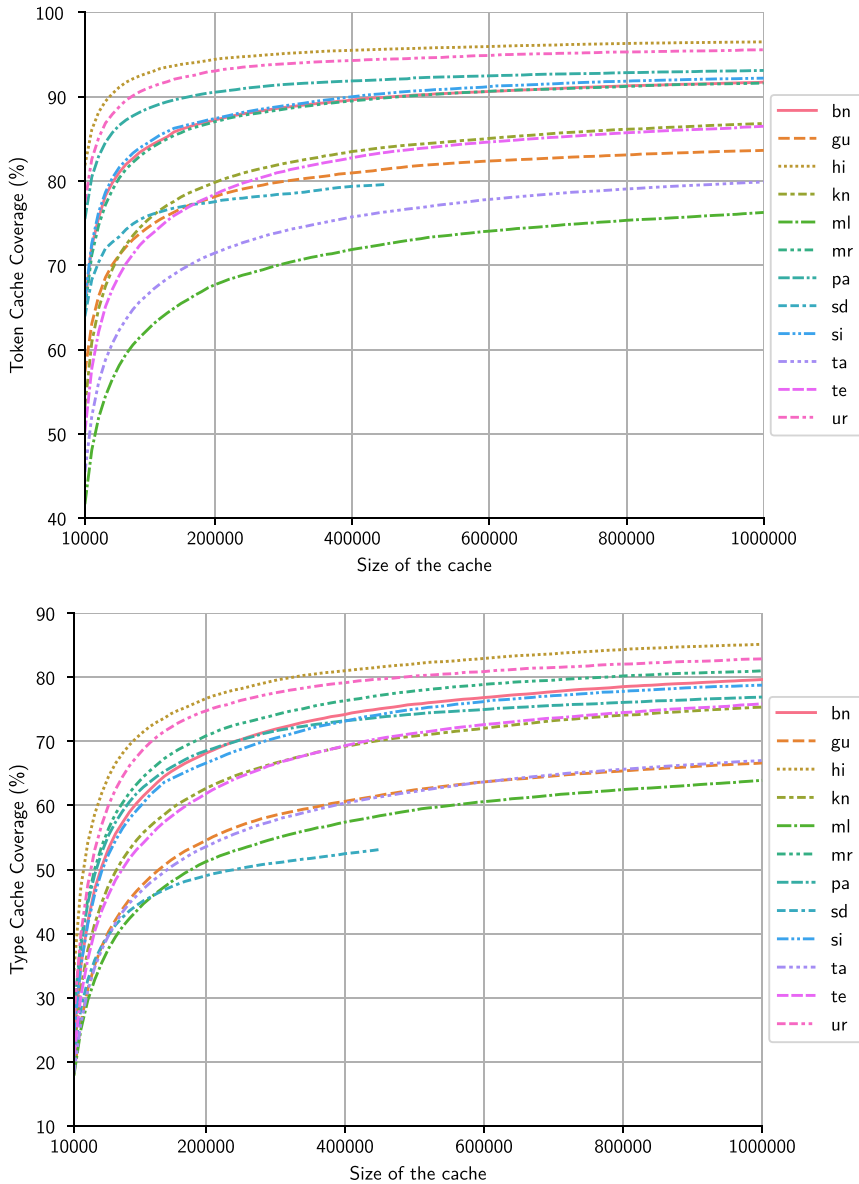 100
90
80
70
60
50
40
Token Cache Coverage (%)
10000 200000 400000 600000 800000 1000000
Size of the cache
bn
gu
hi
kn
ml
mr
pa
sd
si
ta
te
ur
90
80
70
60
50
40
30
20
10
Type Cache Coverage (%)
10000 200000 400000 600000 800000 1000000
Size of the cache
bn
gu
hi
kn
ml
mr
pa
sd
si
ta
te
ur